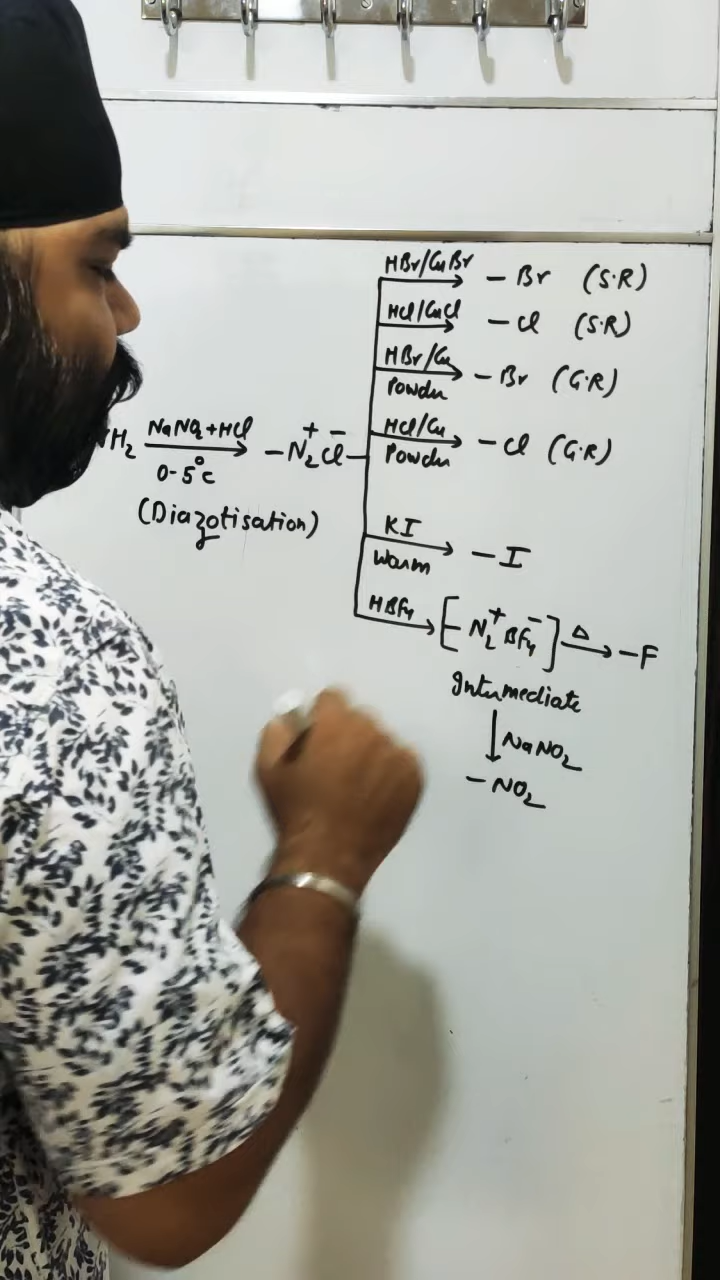 HBr/CuBr → - Br (S.R)
HCl/CuCl → - Cl (S.R)
HBr/Cu Powder → - Br (G.R)
HCl/Cu Powder → - Cl (G.R)
H₂ NaNO₂+HCl → - N₂⁺Cl⁻
0-5°C
(Diazotisation)
KI Warm → - I
HBF₄ → [- N₂⁺BF₄⁻] Δ → - F
Intermediate
↓ NaNO₂
- NO₂